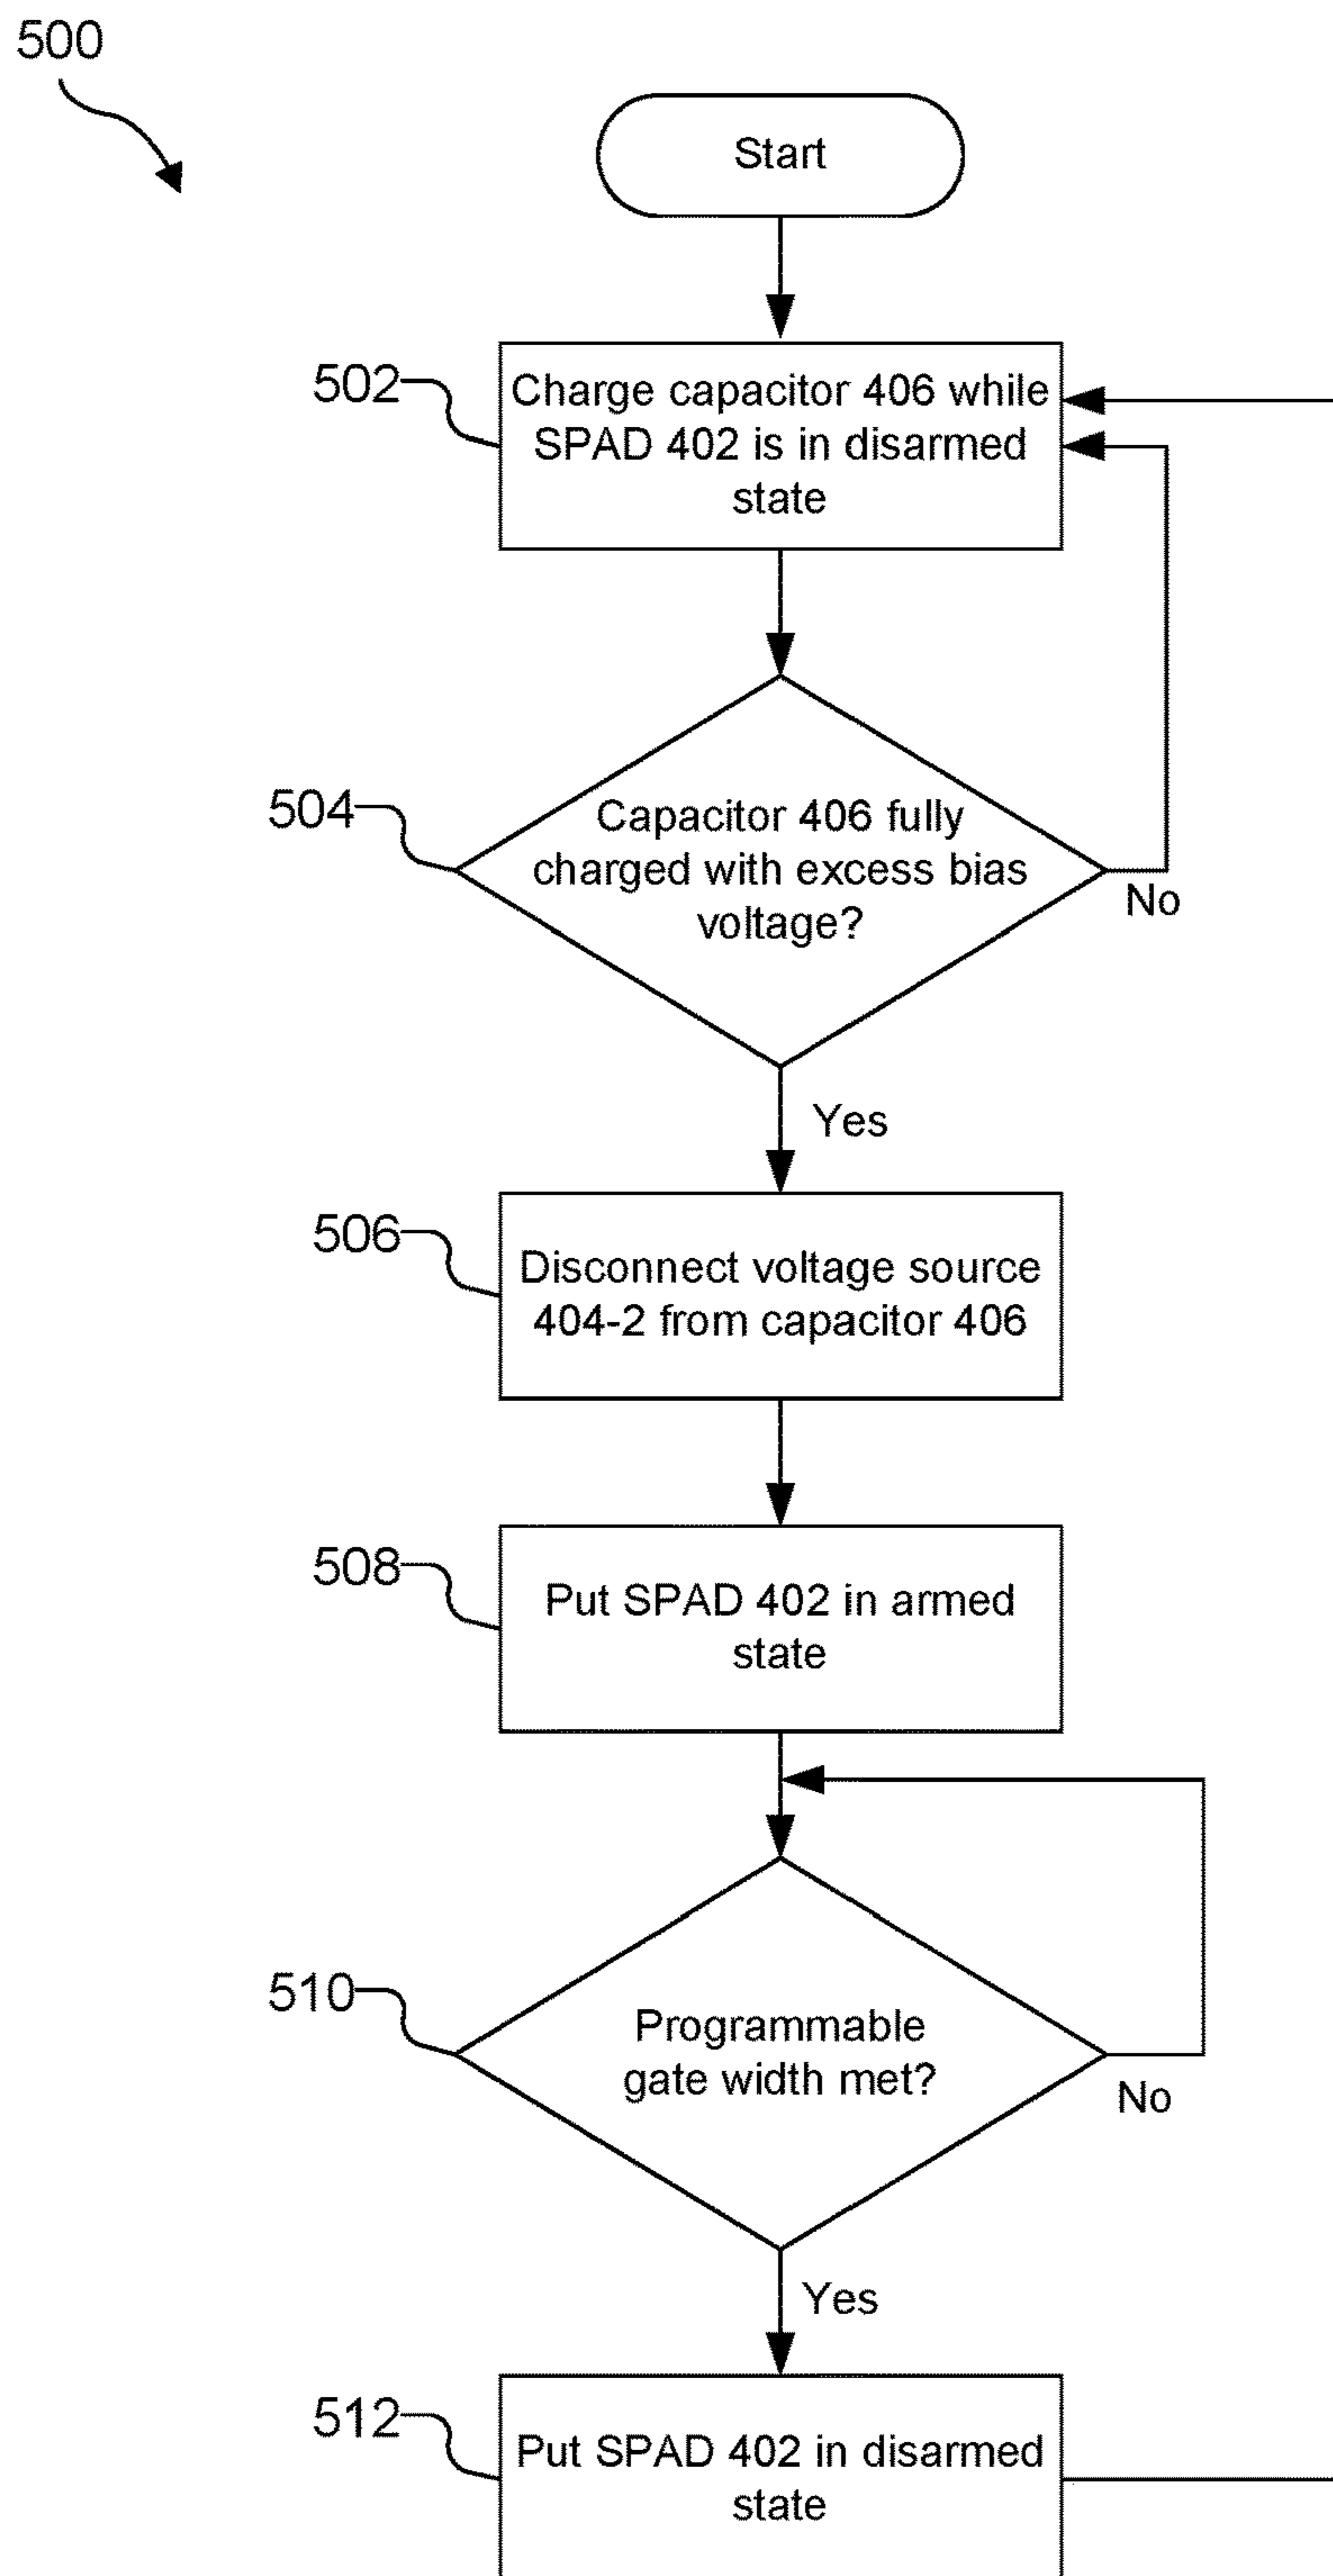 500
Start
502
Charge capacitor 406 while
SPAD 402 is in disarmed
state
504
Capacitor 406 fully
charged with excess bias
voltage?
No
Yes
506
Disconnect voltage source
404-2 from capacitor 406
508
Put SPAD 402 in armed
state
510
Programmable
gate width met?
No
Yes
512
Put SPAD 402 in disarmed
state